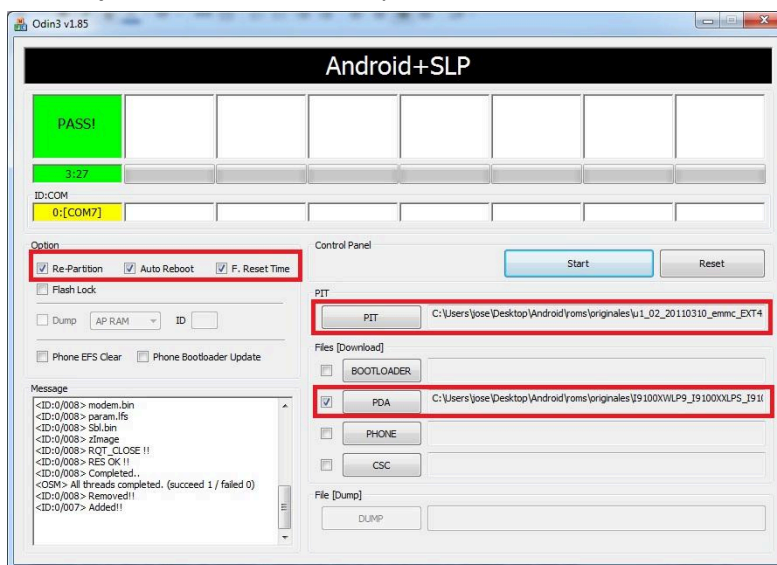 Odin3 v1.85
Android+SLP
PASS!
3:27
ID:COM
0:[COM7]
Option
Re-Partition Auto Reboot F. Reset Time
Flash Lock
Dump AP RAM ID
Phone EFS Clear Phone Bootloader Update
Message
<ID:0/008> modem.bin
<ID:0/008> param.lfs
<ID:0/008> Sbl.bin
<ID:0/008> zImage
<ID:0/008> RQT_CLOSE !!
<ID:0/008> RES OK !!
<ID:0/008> Completed..
<OSM> All threads completed. (succeed 1 / failed 0)
<ID:0/008> Removed!!
<ID:0/007> Added!!
Control Panel
Start Reset
PIT
PIT C:\Users\jose\Desktop\Android\roms\originales\u1_02_20110310_emmc_EXT4
Files [Download]
BOOTLOADER
PDA C:\Users\jose\Desktop\Android\roms\originales\I9100XWLP9_I9100XXLPS_I910
PHONE
CSC
File [Dump]
DUMP